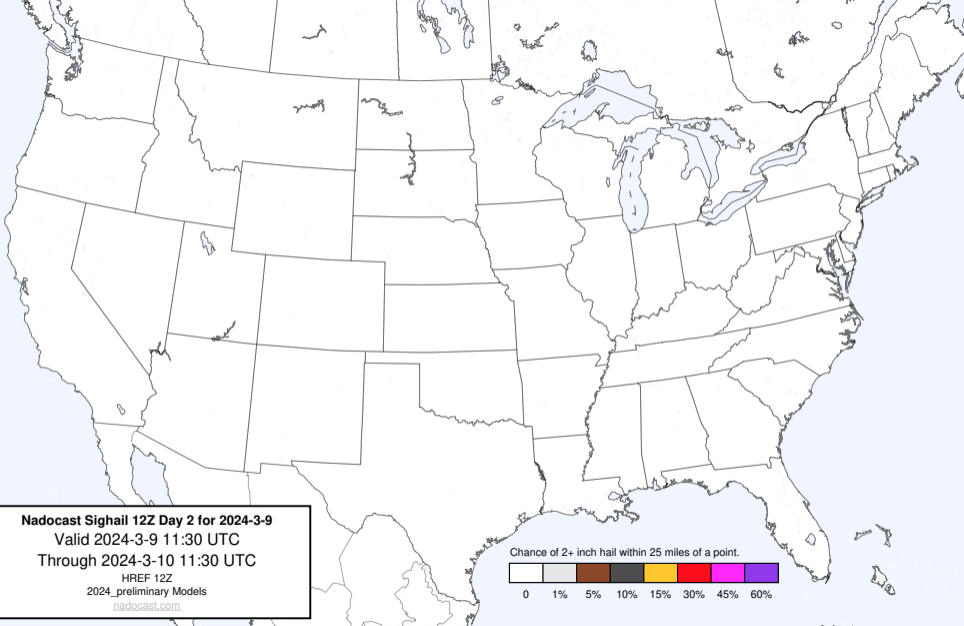 Nadocast Sighail 12Z Day 2 for 2024-3-9
Valid 2024-3-9 11:30 UTC
Through 2024-3-10 11:30 UTC
HREF 12Z
2024_preliminary Models
nadocast.com
Chance of 2+ inch hail within 25 miles of a point.
0 1% 5% 10% 15% 30% 45% 60%